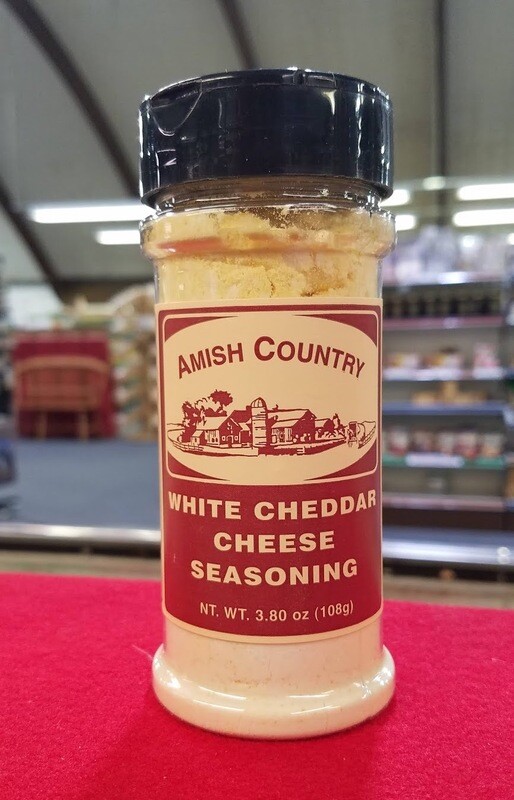 AMISH COUNTRY
WHITE CHEDDAR
CHEESE
SEASONING
NT. WT. 3.80 oz (108g)